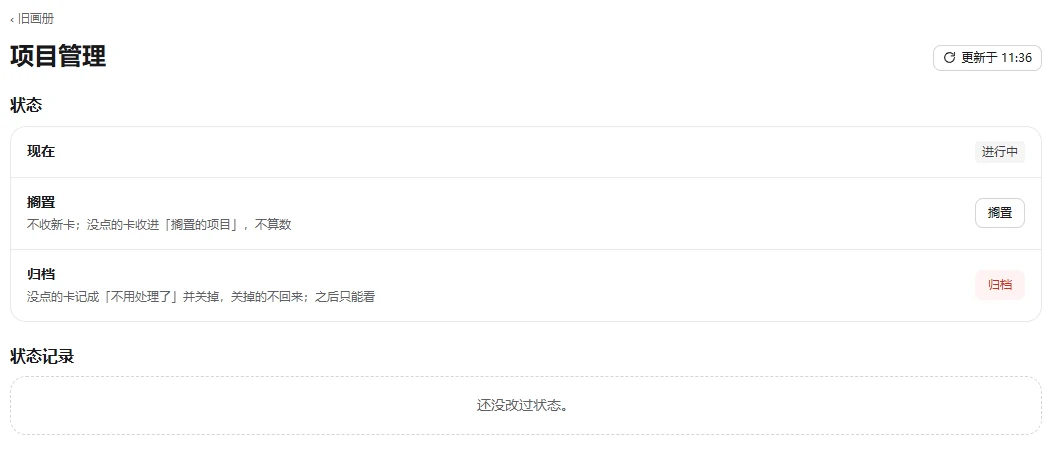 ‹ 旧画册
项目管理
更新于 11:36
状态
现在
进行中
搁置
不收新卡；没点的卡收进「搁置的项目」，不算数
搁置
归档
没点的卡记成「不用处理了」并关掉，关掉的不回来；之后只能看
归档
状态记录
还没改过状态。